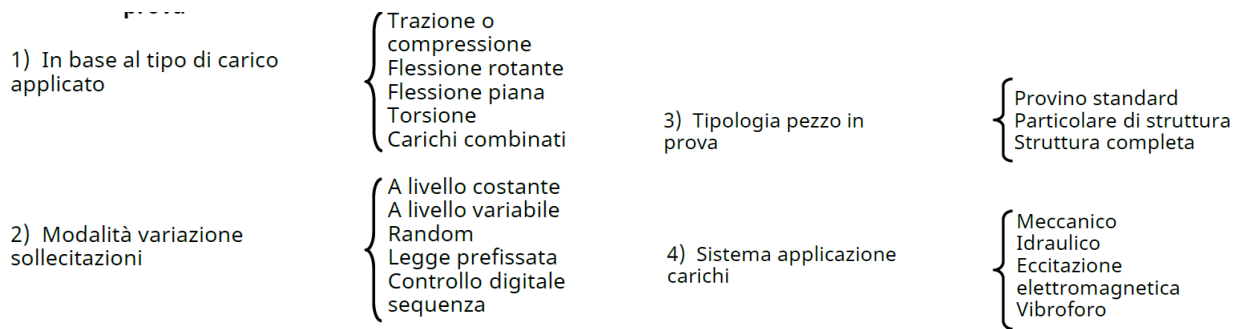 1) In base al tipo di carico
applicato
Trazione o
compressione
Flessione rotante
Flessione piana
Torsione
Carichi combinati
2) Modalità variazione
sollecitazioni
A livello costante
A livello variabile
Random
Legge prefissata
Controllo digitale
sequenza
3) Tipologia pezzo in
prova
Provino standard
Particolare di struttura
Struttura completa
4) Sistema applicazione
carichi
Meccanico
Idraulico
Eccitazione
elettromagnetica
Vibroforo